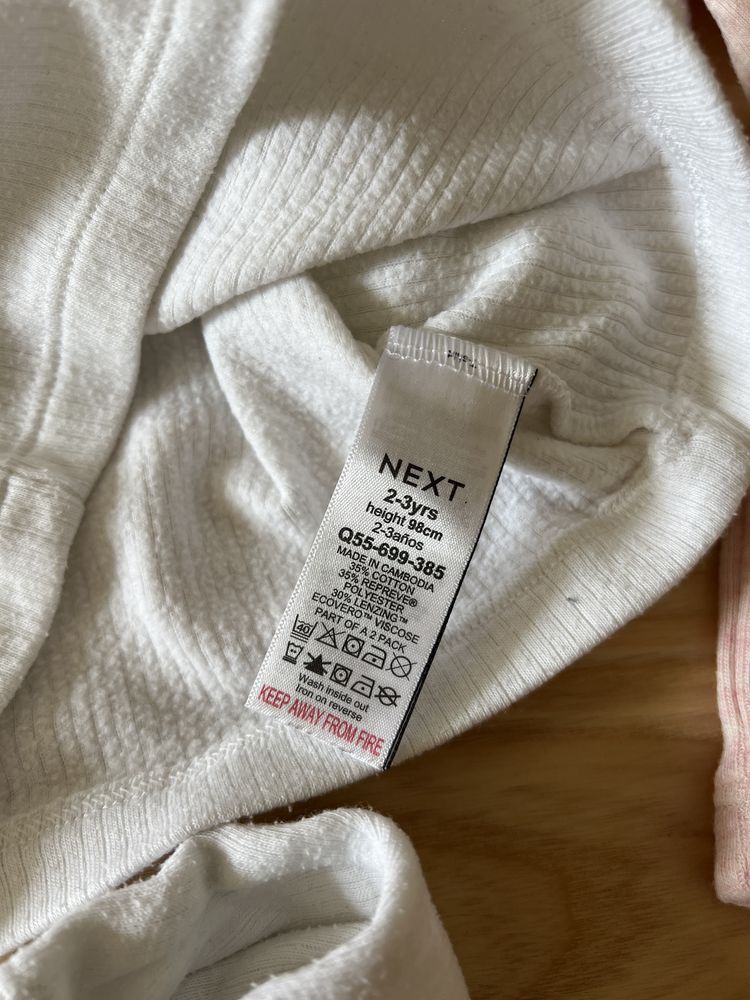 NEXT
2-3yrs
height 98cm
2-3años
Q55-699-385
MADE IN CAMBODIA
35% COTTON
35% REPREVE®
POLYESTER
30% LENZING™
ECOVERO™ VISCOSE
PART OF A 2 PACK
40
Wash inside out
Iron on reverse
KEEP AWAY FROM FIRE